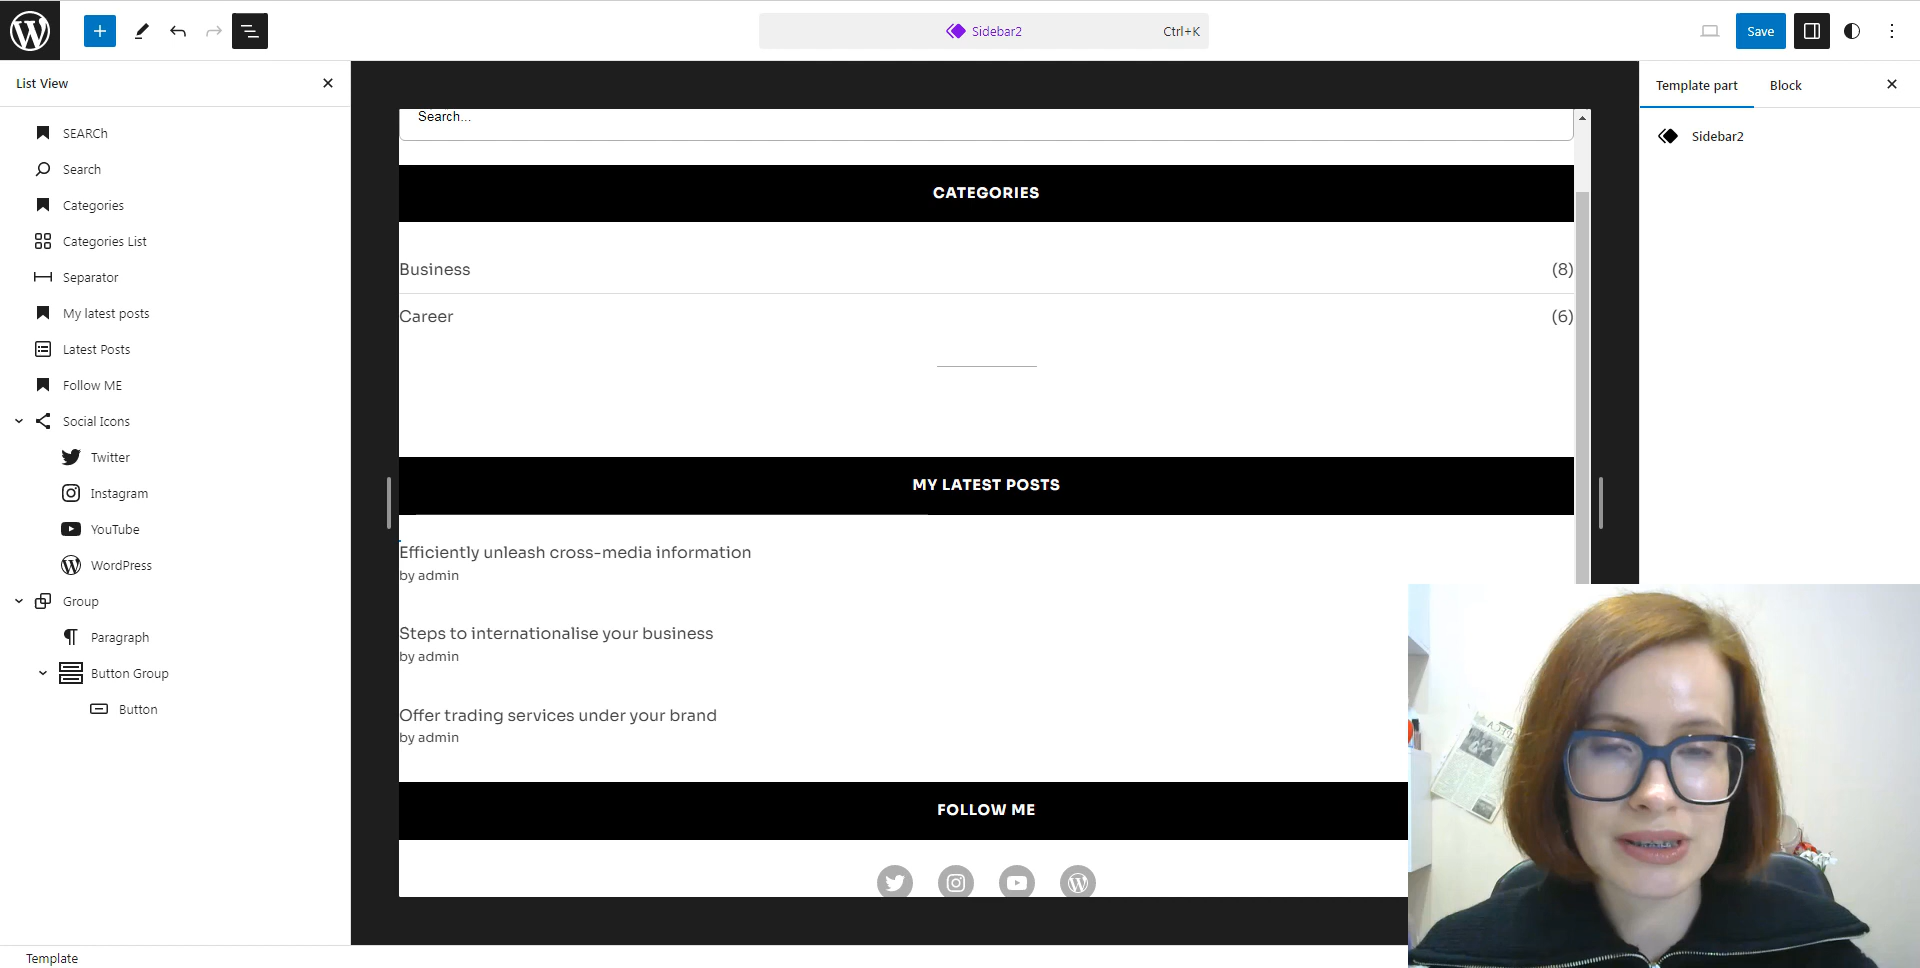 Sidebar2
Ctrl+K
Save
List View
SEARCh
Search
Categories
Categories List
Separator
My latest posts
Latest Posts
Follow ME
Social Icons
Twitter
Instagram
YouTube
WordPress
Group
Paragraph
Button Group
Button
Search...
CATEGORIES
Business (8)
Career (6)
MY LATEST POSTS
Efficiently unleash cross-media information
by admin
Steps to internationalise your business
by admin
Offer trading services under your brand
by admin
FOLLOW ME
Template part Block
Sidebar2
Template